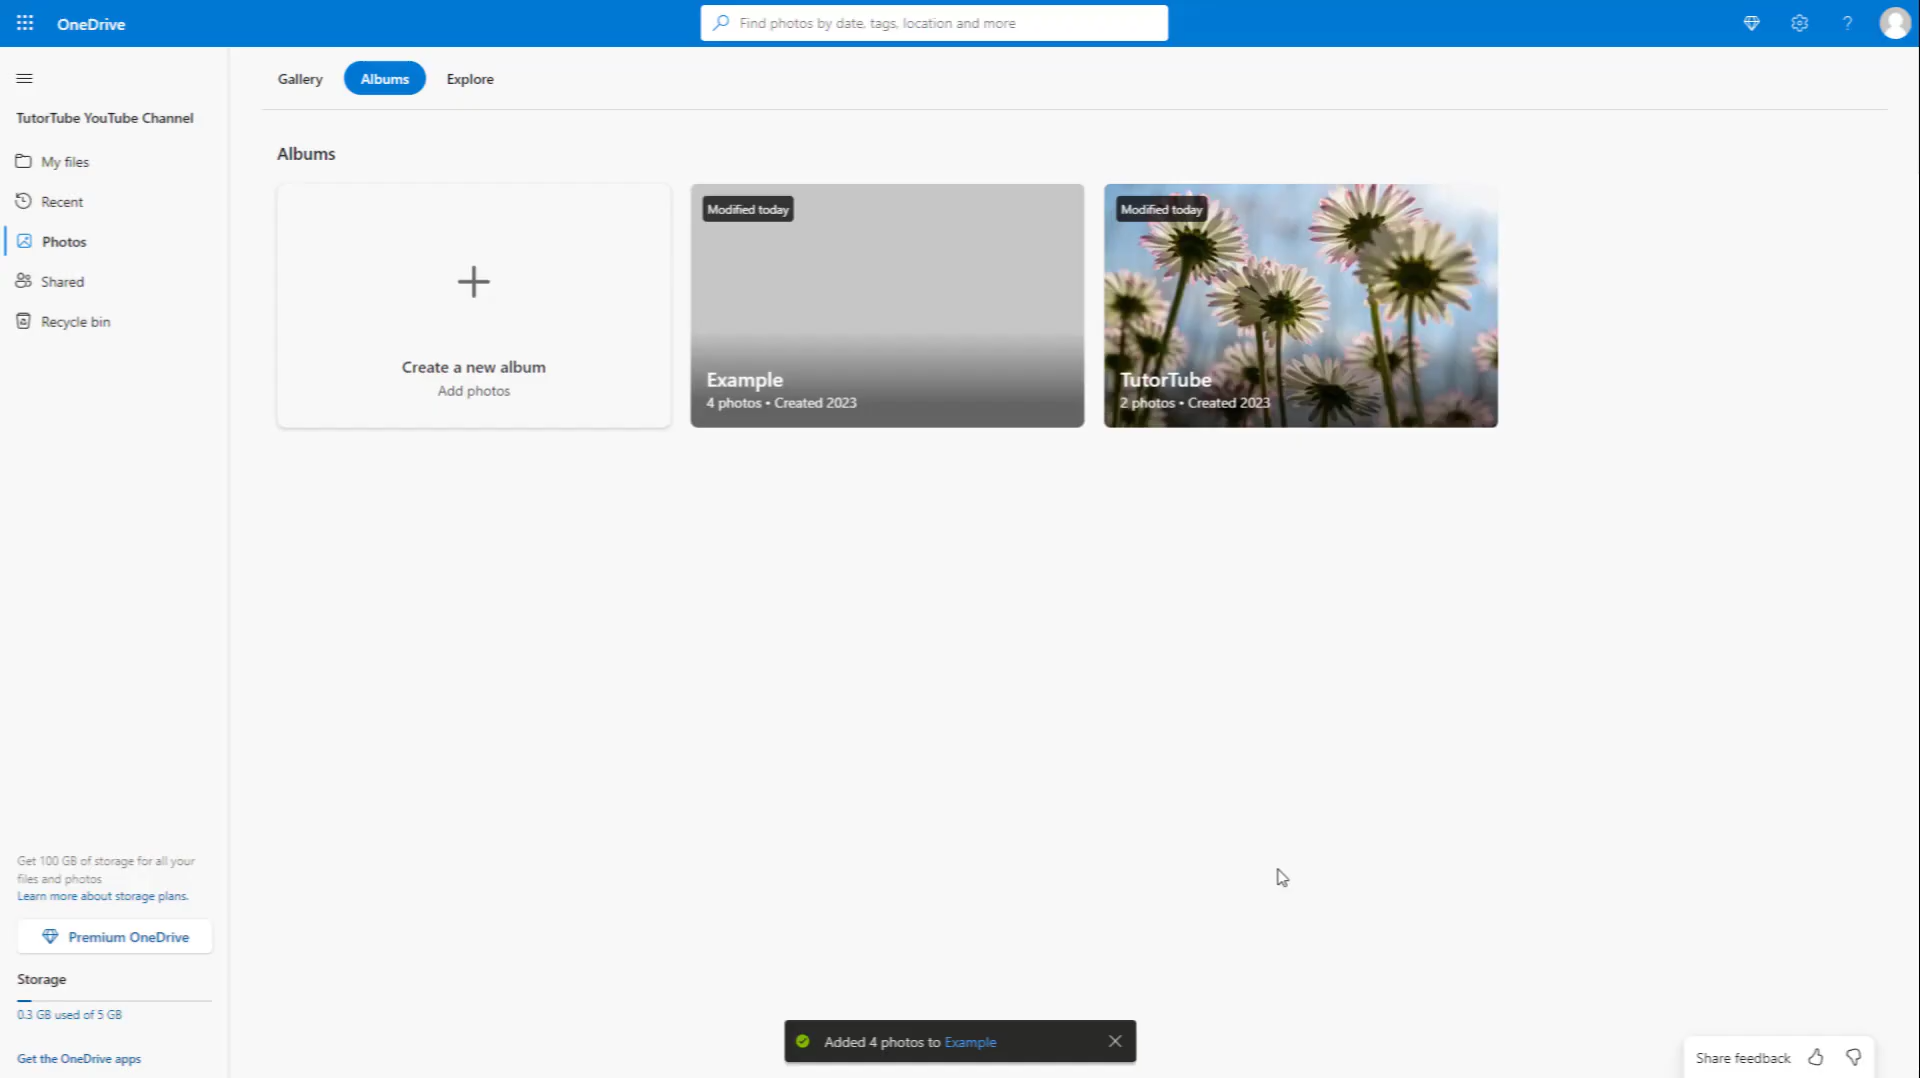 OneDrive
Find photos by date, tags, location and more
?
Gallery
Albums
Explore
TutorTube YouTube Channel
My files
Recent
Photos
Shared
Recycle bin
Albums
Create a new album
Add photos
Modified today
Example
4 photos • Created 2023
Modified today
TutorTube
2 photos • Created 2023
Get 100 GB of storage for all your
files and photos
Learn more about storage plans.
Premium OneDrive
Storage
0.3 GB used of 5 GB
Get the OneDrive apps
Added 4 photos to Example
Share feedback